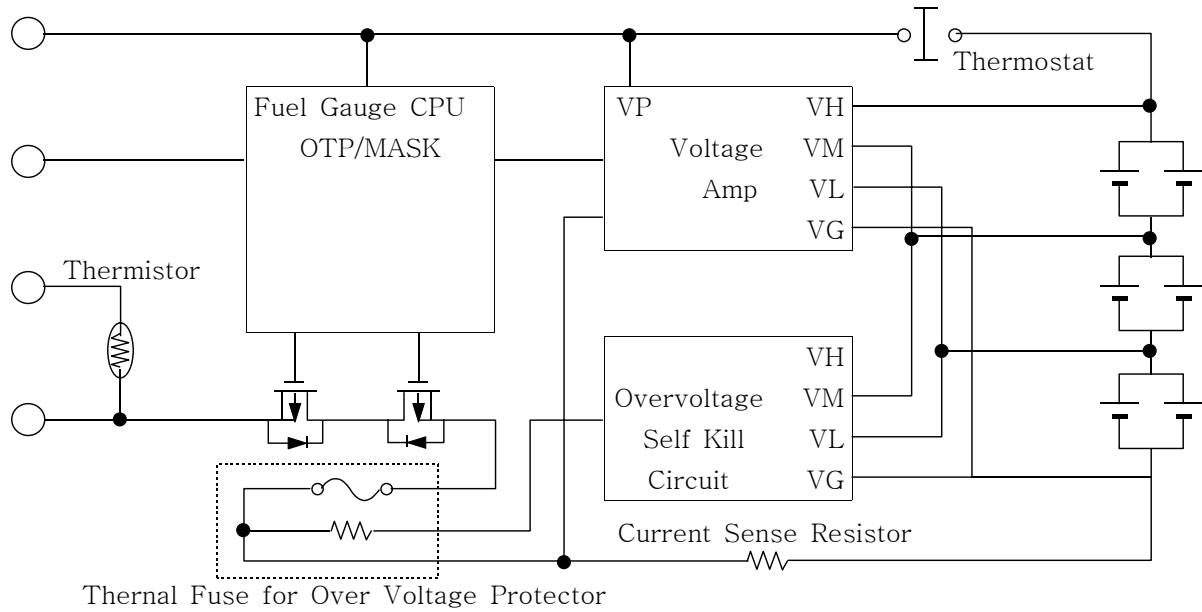 Thermostat
Fuel Gauge CPU
OTP/MASK
VP
VH
Voltage
VM
Amp
VL
VG
Thermistor
VH
Overvoltage
VM
Self Kill
VL
Circuit
VG
Current Sense Resistor
Thernal Fuse for Over Voltage Protector